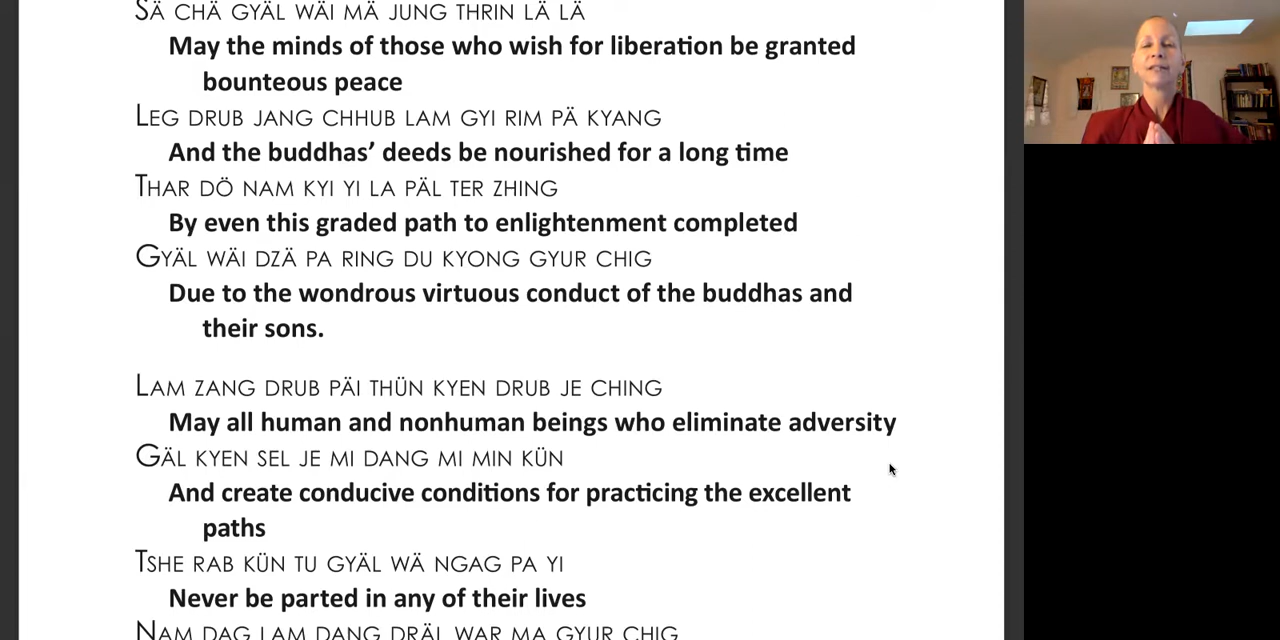 SÄ CHÄ GYÄL WÄI MÄ JUNG THRIN LÄ LÄ
May the minds of those who wish for liberation be granted
bounteous peace
LEG DRUB JANG CHHUB LAM GYI RIM PÄ KYANG
And the buddhas’ deeds be nourished for a long time
THAR DÖ NAM KYI YI LA PÄL TER ZHING
By even this graded path to enlightenment completed
GYÄL WÄI DZÄ PA RING DU KYONG GYUR CHIG
Due to the wondrous virtuous conduct of the buddhas and
their sons.
LAM ZANG DRUB PÄI THÜN KYEN DRUB JE CHING
May all human and nonhuman beings who eliminate adversity
GÄL KYEN SEL JE MI DANG MI MIN KÜN
And create conducive conditions for practicing the excellent
paths
TSHE RAB KÜN TU GYÄL WÄ NGAG PA YI
Never be parted in any of their lives
NAM DAG LAM DANG DRÄL WAR MA GYUR CHIG